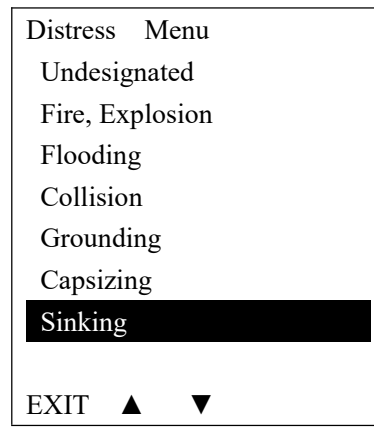 Distress Menu
Undesignated
Fire, Explosion
Flooding
Collision
Grounding
Capsizing
Sinking
EXIT ▲ ▼